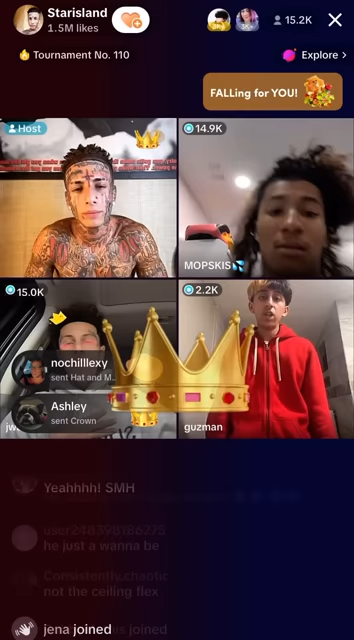 Starisland
1.5M likes
15.2K
Tournament No. 110
Explore >
FALLing for YOU!
Host
14.9K
MOPSKIS
15.0K
2.2K
nochilllexy
sent Hat and M...
Ashley
sent Crown
guzman
Yeahhhh! SMH
user248398186275
he just a wanna be
Consistently.chaotic
not the ceiling flex
jena joined